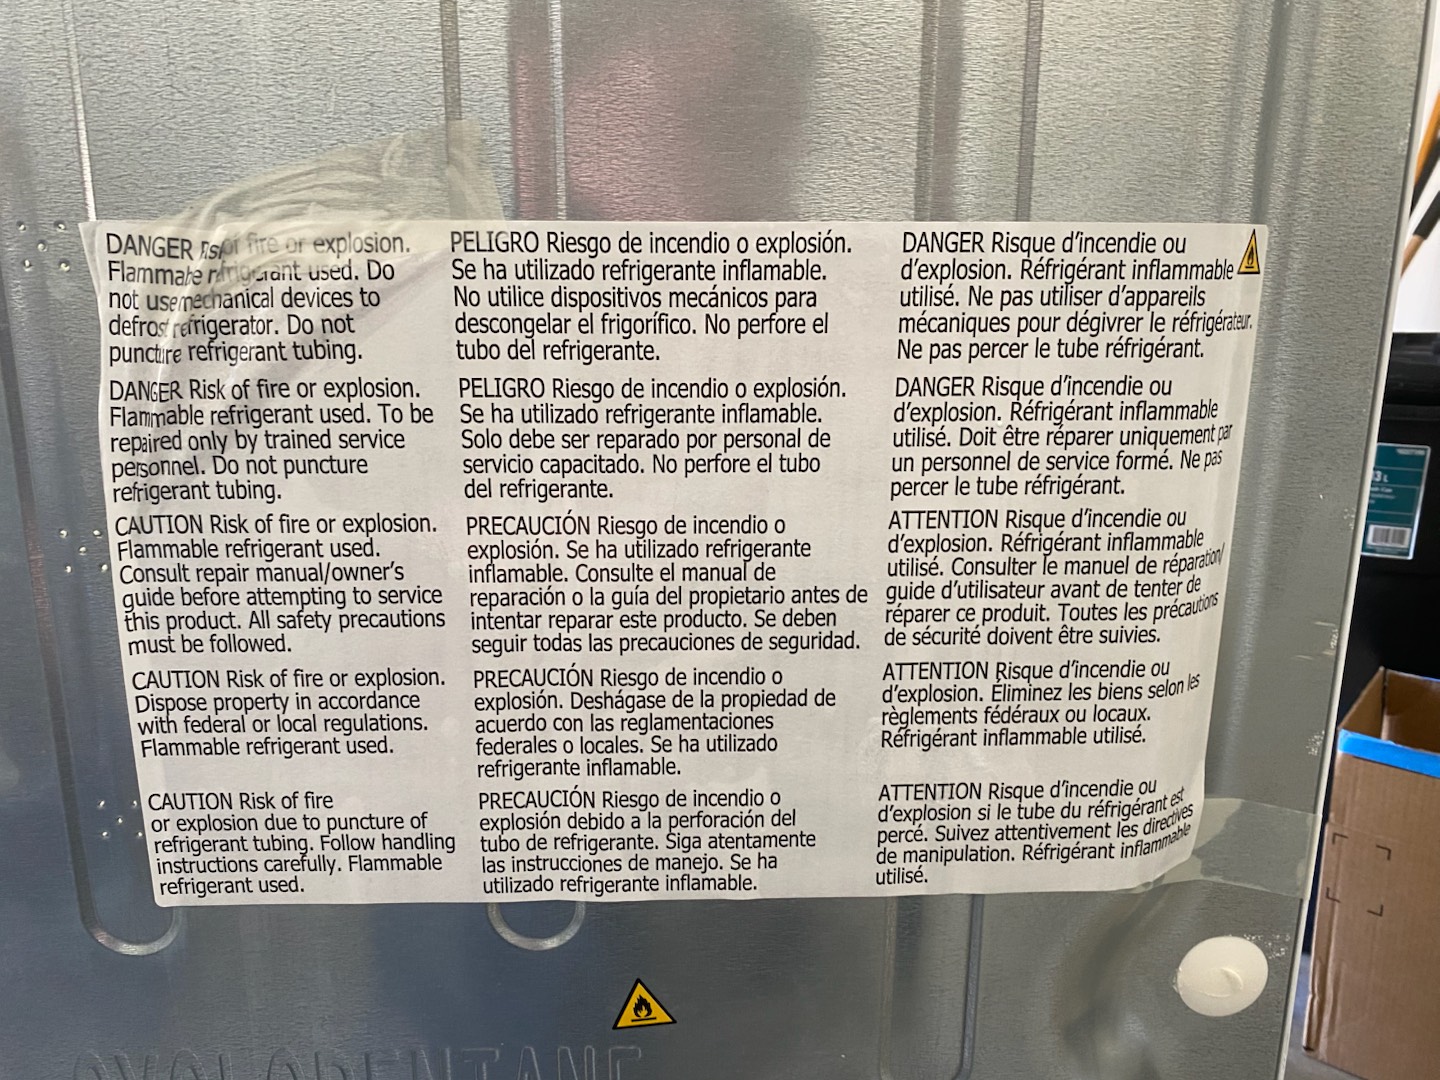 DANGER Risk of fire or explosion.
Flammable refrigerant used. Do
not use mechanical devices to
defrost refrigerator. Do not
puncture refrigerant tubing.
DANGER Risk of fire or explosion.
Flammable refrigerant used. To be
repaired only by trained service
personnel. Do not puncture
refrigerant tubing.
CAUTION Risk of fire or explosion.
Flammable refrigerant used.
Consult repair manual/owner's
guide before attempting to service
this product. All safety precautions
must be followed.
CAUTION Risk of fire or explosion.
Dispose property in accordance
with federal or local regulations.
Flammable refrigerant used.
CAUTION Risk of fire
or explosion due to puncture of
refrigerant tubing. Follow handling
instructions carefully. Flammable
refrigerant used.
PELIGRO Riesgo de incendio o explosión.
Se ha utilizado refrigerante inflamable.
No utilice dispositivos mecánicos para
descongelar el frigorífico. No perfore el
tubo del refrigerante.
PELIGRO Riesgo de incendio o explosión.
Se ha utilizado refrigerante inflamable.
Solo debe ser reparado por personal de
servicio capacitado. No perfore el tubo
del refrigerante.
PRECAUCIÓN Riesgo de incendio o
explosión. Se ha utilizado refrigerante
inflamable. Consulte el manual de
reparación o la guía del propietario antes de
intentar reparar este producto. Se deben
seguir todas las precauciones de seguridad.
PRECAUCIÓN Riesgo de incendio o
explosión. Deshágase de la propiedad de
acuerdo con las reglamentaciones
federales o locales. Se ha utilizado
refrigerante inflamable.
PRECAUCIÓN Riesgo de incendio o
explosión debido a la perforación del
tubo de refrigerante. Siga atentamente
las instrucciones de manejo. Se ha
utilizado refrigerante inflamable.
DANGER Risque d'incendie ou
d'explosion. Réfrigérant inflammable
utilisé. Ne pas utiliser d'appareils
mécaniques pour dégivrer le réfrigérateur.
Ne pas percer le tube réfrigérant.
DANGER Risque d'incendie ou
d'explosion. Réfrigérant inflammable
utilisé. Doit être réparer uniquement par
un personnel de service formé. Ne pas
percer le tube réfrigérant.
ATTENTION Risque d'incendie ou
d'explosion. Réfrigérant inflammable
utilisé. Consulter le manuel de réparation/
guide d'utilisateur avant de tenter de
réparer ce produit. Toutes les précautions
de sécurité doivent être suivies.
ATTENTION Risque d'incendie ou
d'explosion. Éliminez les biens selon les
règlements fédéraux ou locaux.
Réfrigérant inflammable utilisé.
ATTENTION Risque d'incendie ou
d'explosion si le tube du réfrigérant est
percé. Suivez attentivement les directives
de manipulation. Réfrigérant inflammable
utilisé.
CYCLOPENTANE